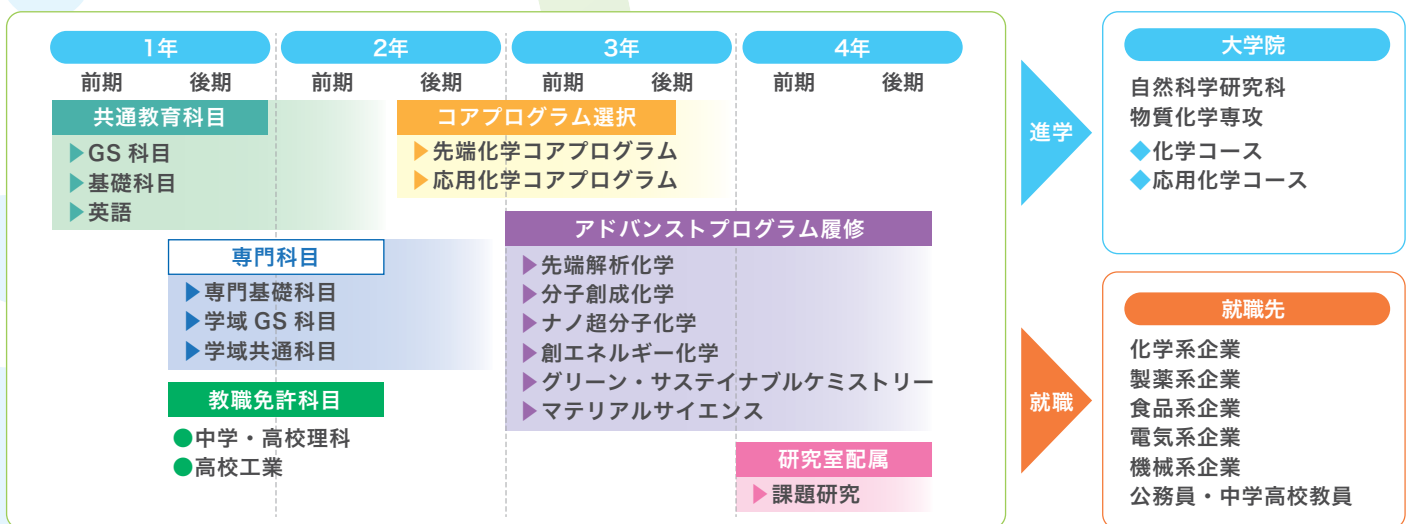 1年
2年
3年
4年
前期 後期 前期 後期 前期 後期 前期 後期
共通教育科目
▶GS 科目
▶基礎科目
▶英語
コアプログラム選択
▶先端化学コアプログラム
▶応用化学コアプログラム
専門科目
▶専門基礎科目
▶学域 GS 科目
▶学域共通科目
アドバンストプログラム履修
▶先端解析化学
▶分子創成化学
▶ナノ超分子化学
▶創エネルギー化学
▶グリーン・サステイナブルケミストリー
▶マテリアルサイエンス
教職免許科目
●中学・高校理科
●高校工業
研究室配属
▶課題研究
進学
大学院
自然科学研究科
物質化学専攻
◆化学コース
◆応用化学コース
就職
就職先
化学系企業
製薬系企業
食品系企業
電気系企業
機械系企業
公務員・中学高校教員